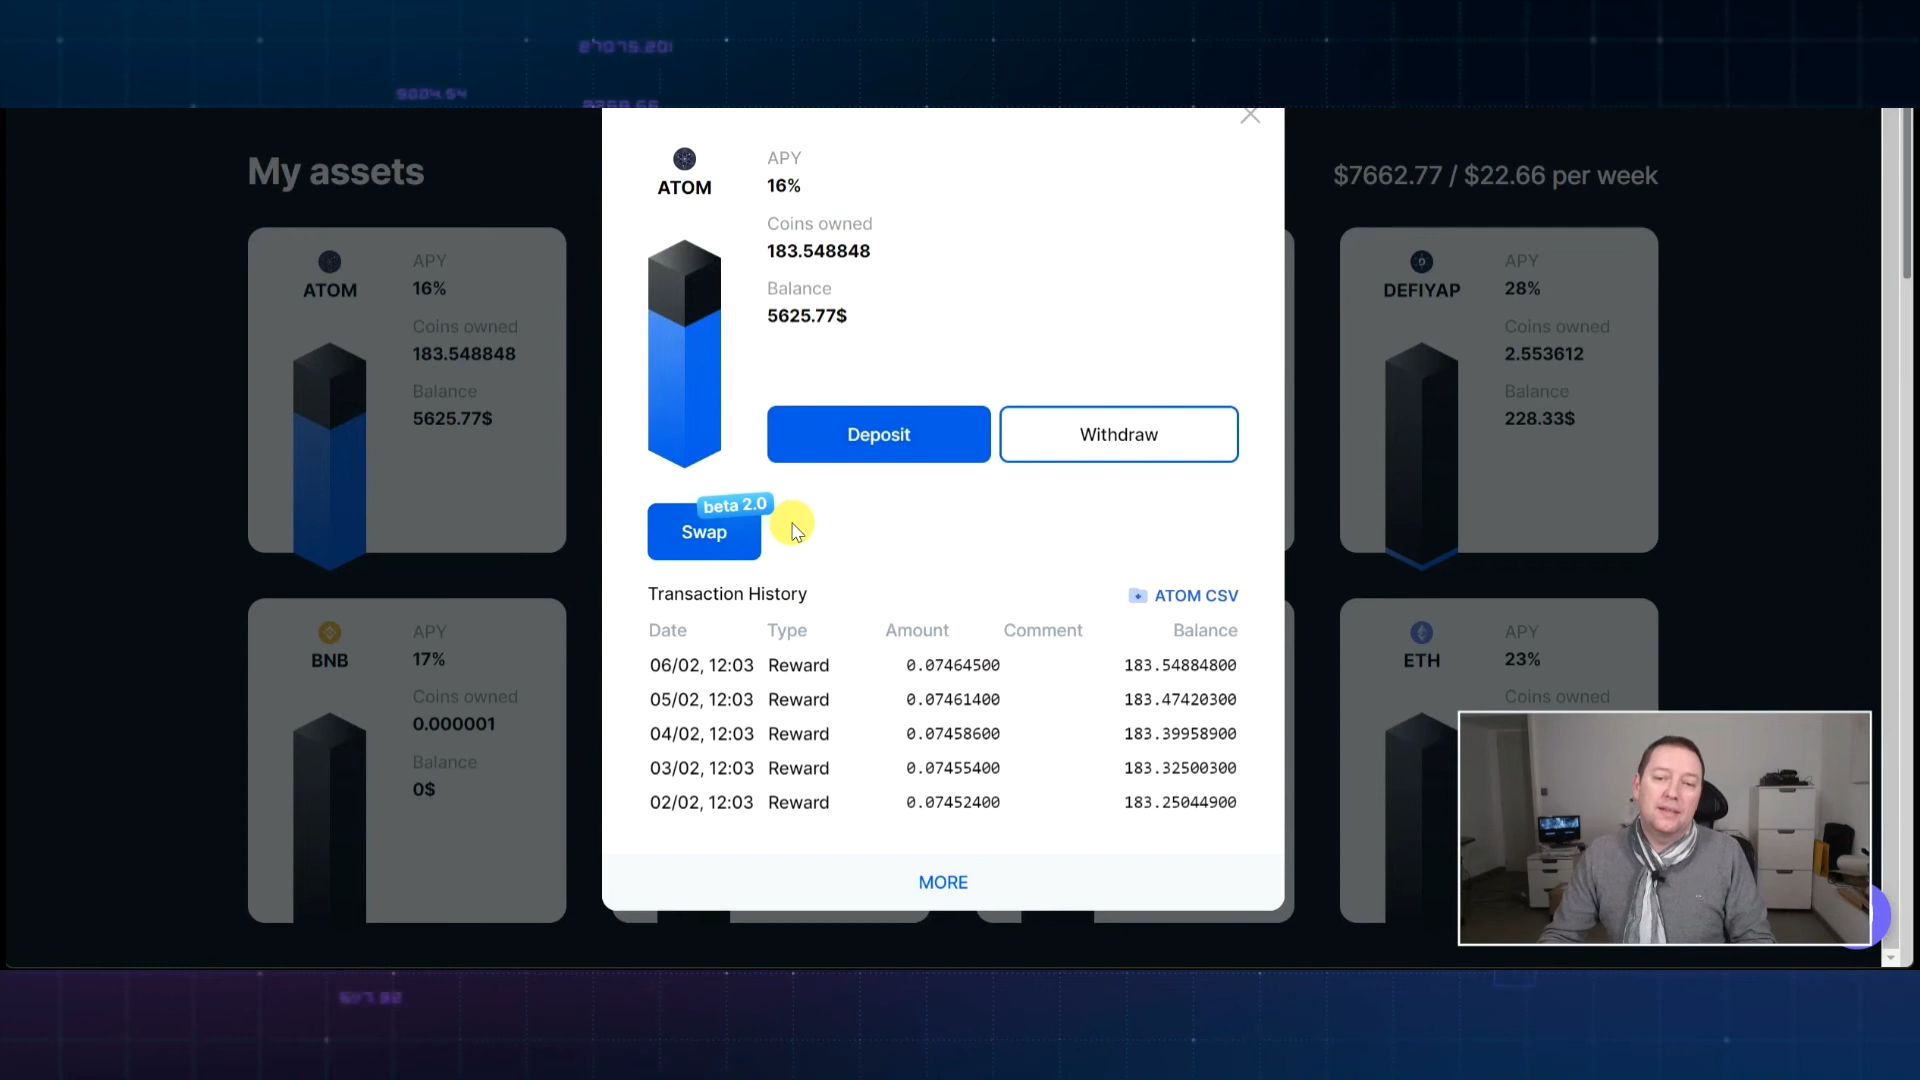 27075.201
9804.64
My assets
$7662.77 / $22.66 per week
ATOM
APY
16%
Coins owned
183.548848
Balance
5625.77$
BNB
APY
17%
Coins owned
0.000001
Balance
0$
ATOM
APY
16%
Coins owned
183.548848
Balance
5625.77$
Deposit
Withdraw
beta 2.0
Swap
Transaction History
ATOM CSV
Date Type Amount Comment Balance
06/02, 12:03 Reward 0.07464500 183.54884800
05/02, 12:03 Reward 0.07461400 183.47420300
04/02, 12:03 Reward 0.07458600 183.39958900
03/02, 12:03 Reward 0.07455400 183.32500300
02/02, 12:03 Reward 0.07452400 183.25044900
MORE
DEFIYAP
APY
28%
Coins owned
2.553612
Balance
228.33$
ETH
APY
23%
Coins owned